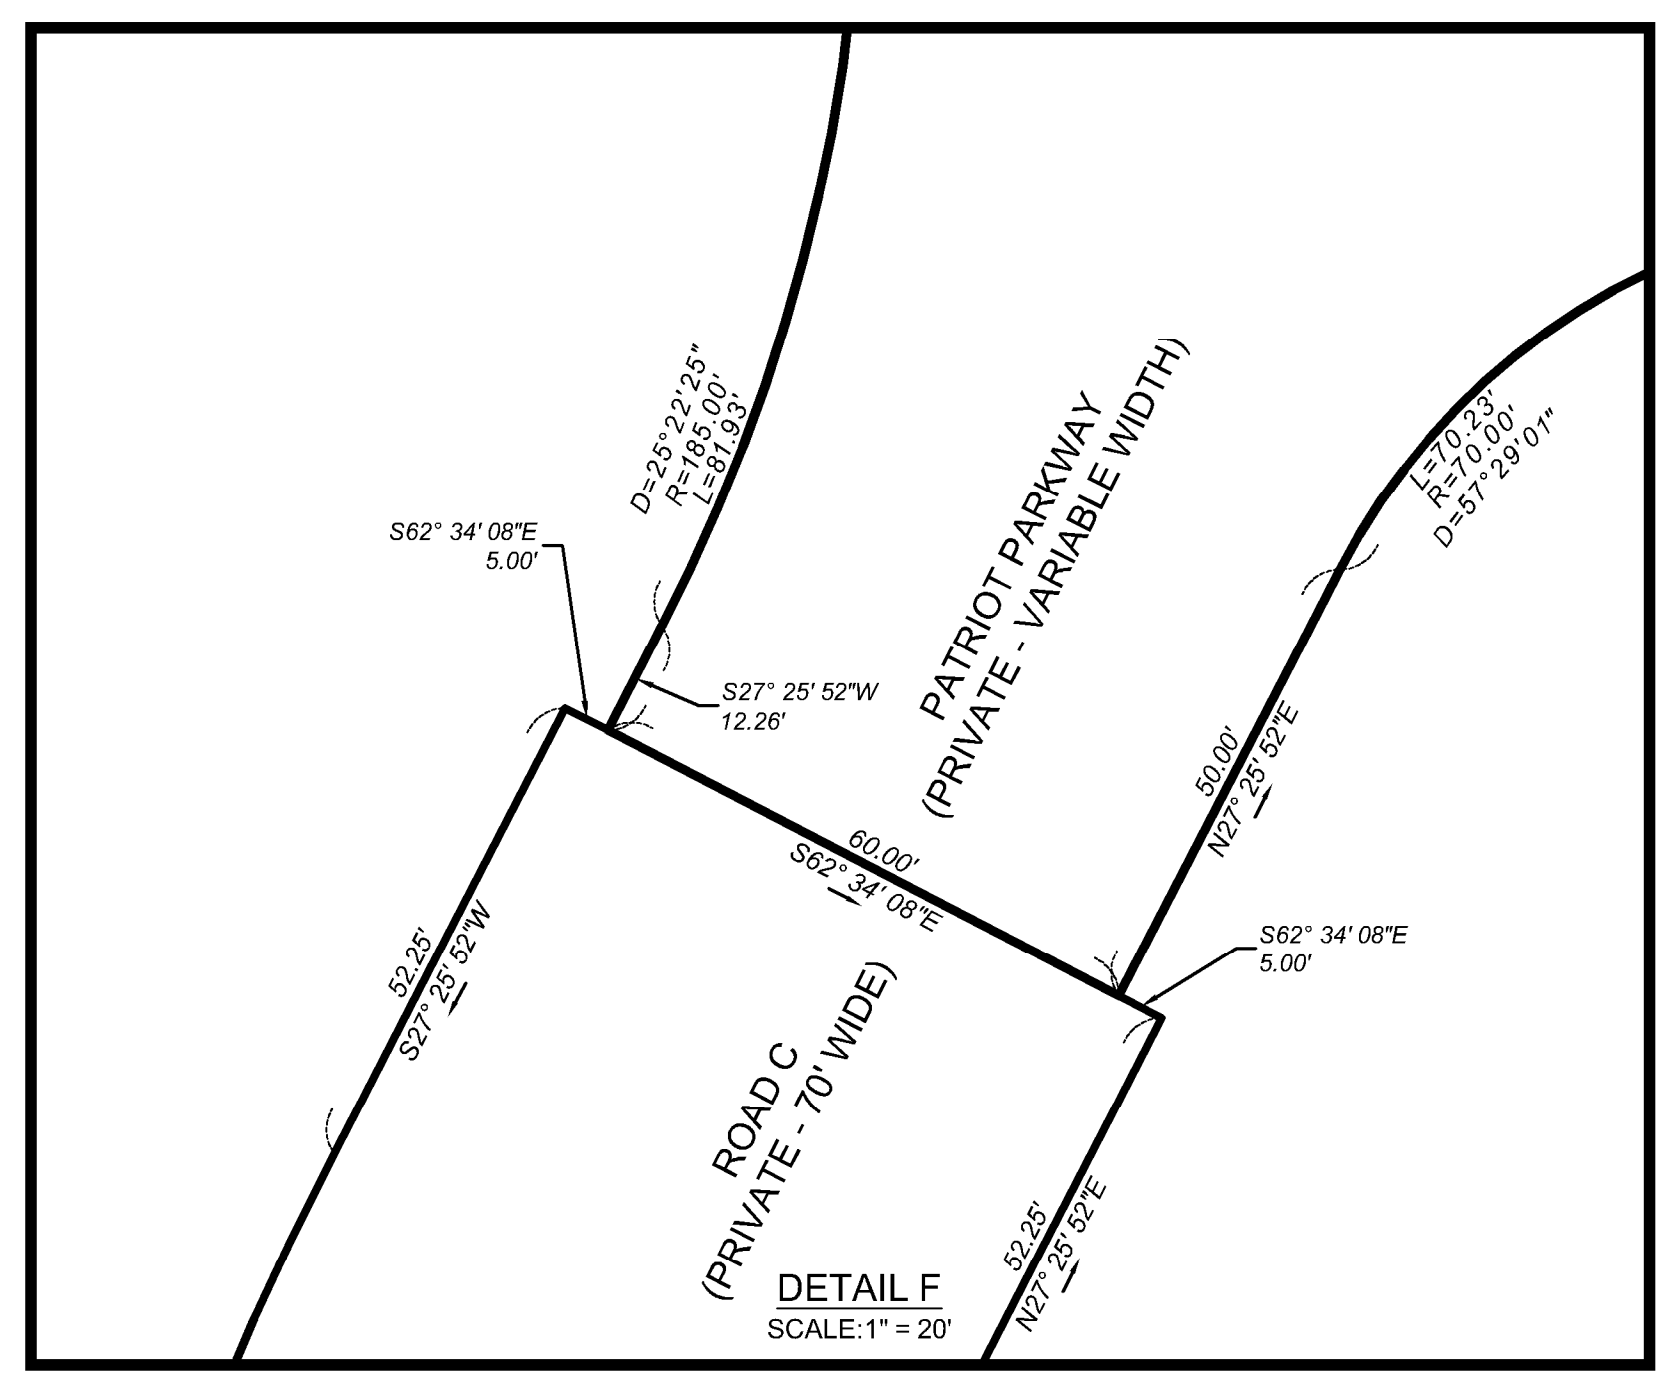 D=25°22'25"
R=185.00'
L=81.93'
L=70.23'
R=70.00'
D=57°29'01"
PATRIOT PARKWAY
(PRIVATE - VARIABLE WIDTH)
S62° 34' 08"E
5.00'
S27° 25' 52"W
12.26'
50.00'
N27° 25' 52"E
60.00'
S62° 34' 08"E
52.25'
S27° 25' 52"W
S62° 34' 08"E
5.00'
ROAD C
(PRIVATE - 70' WIDE)
52.25'
N27° 25' 52"E
DETAIL F
SCALE:1" = 20'